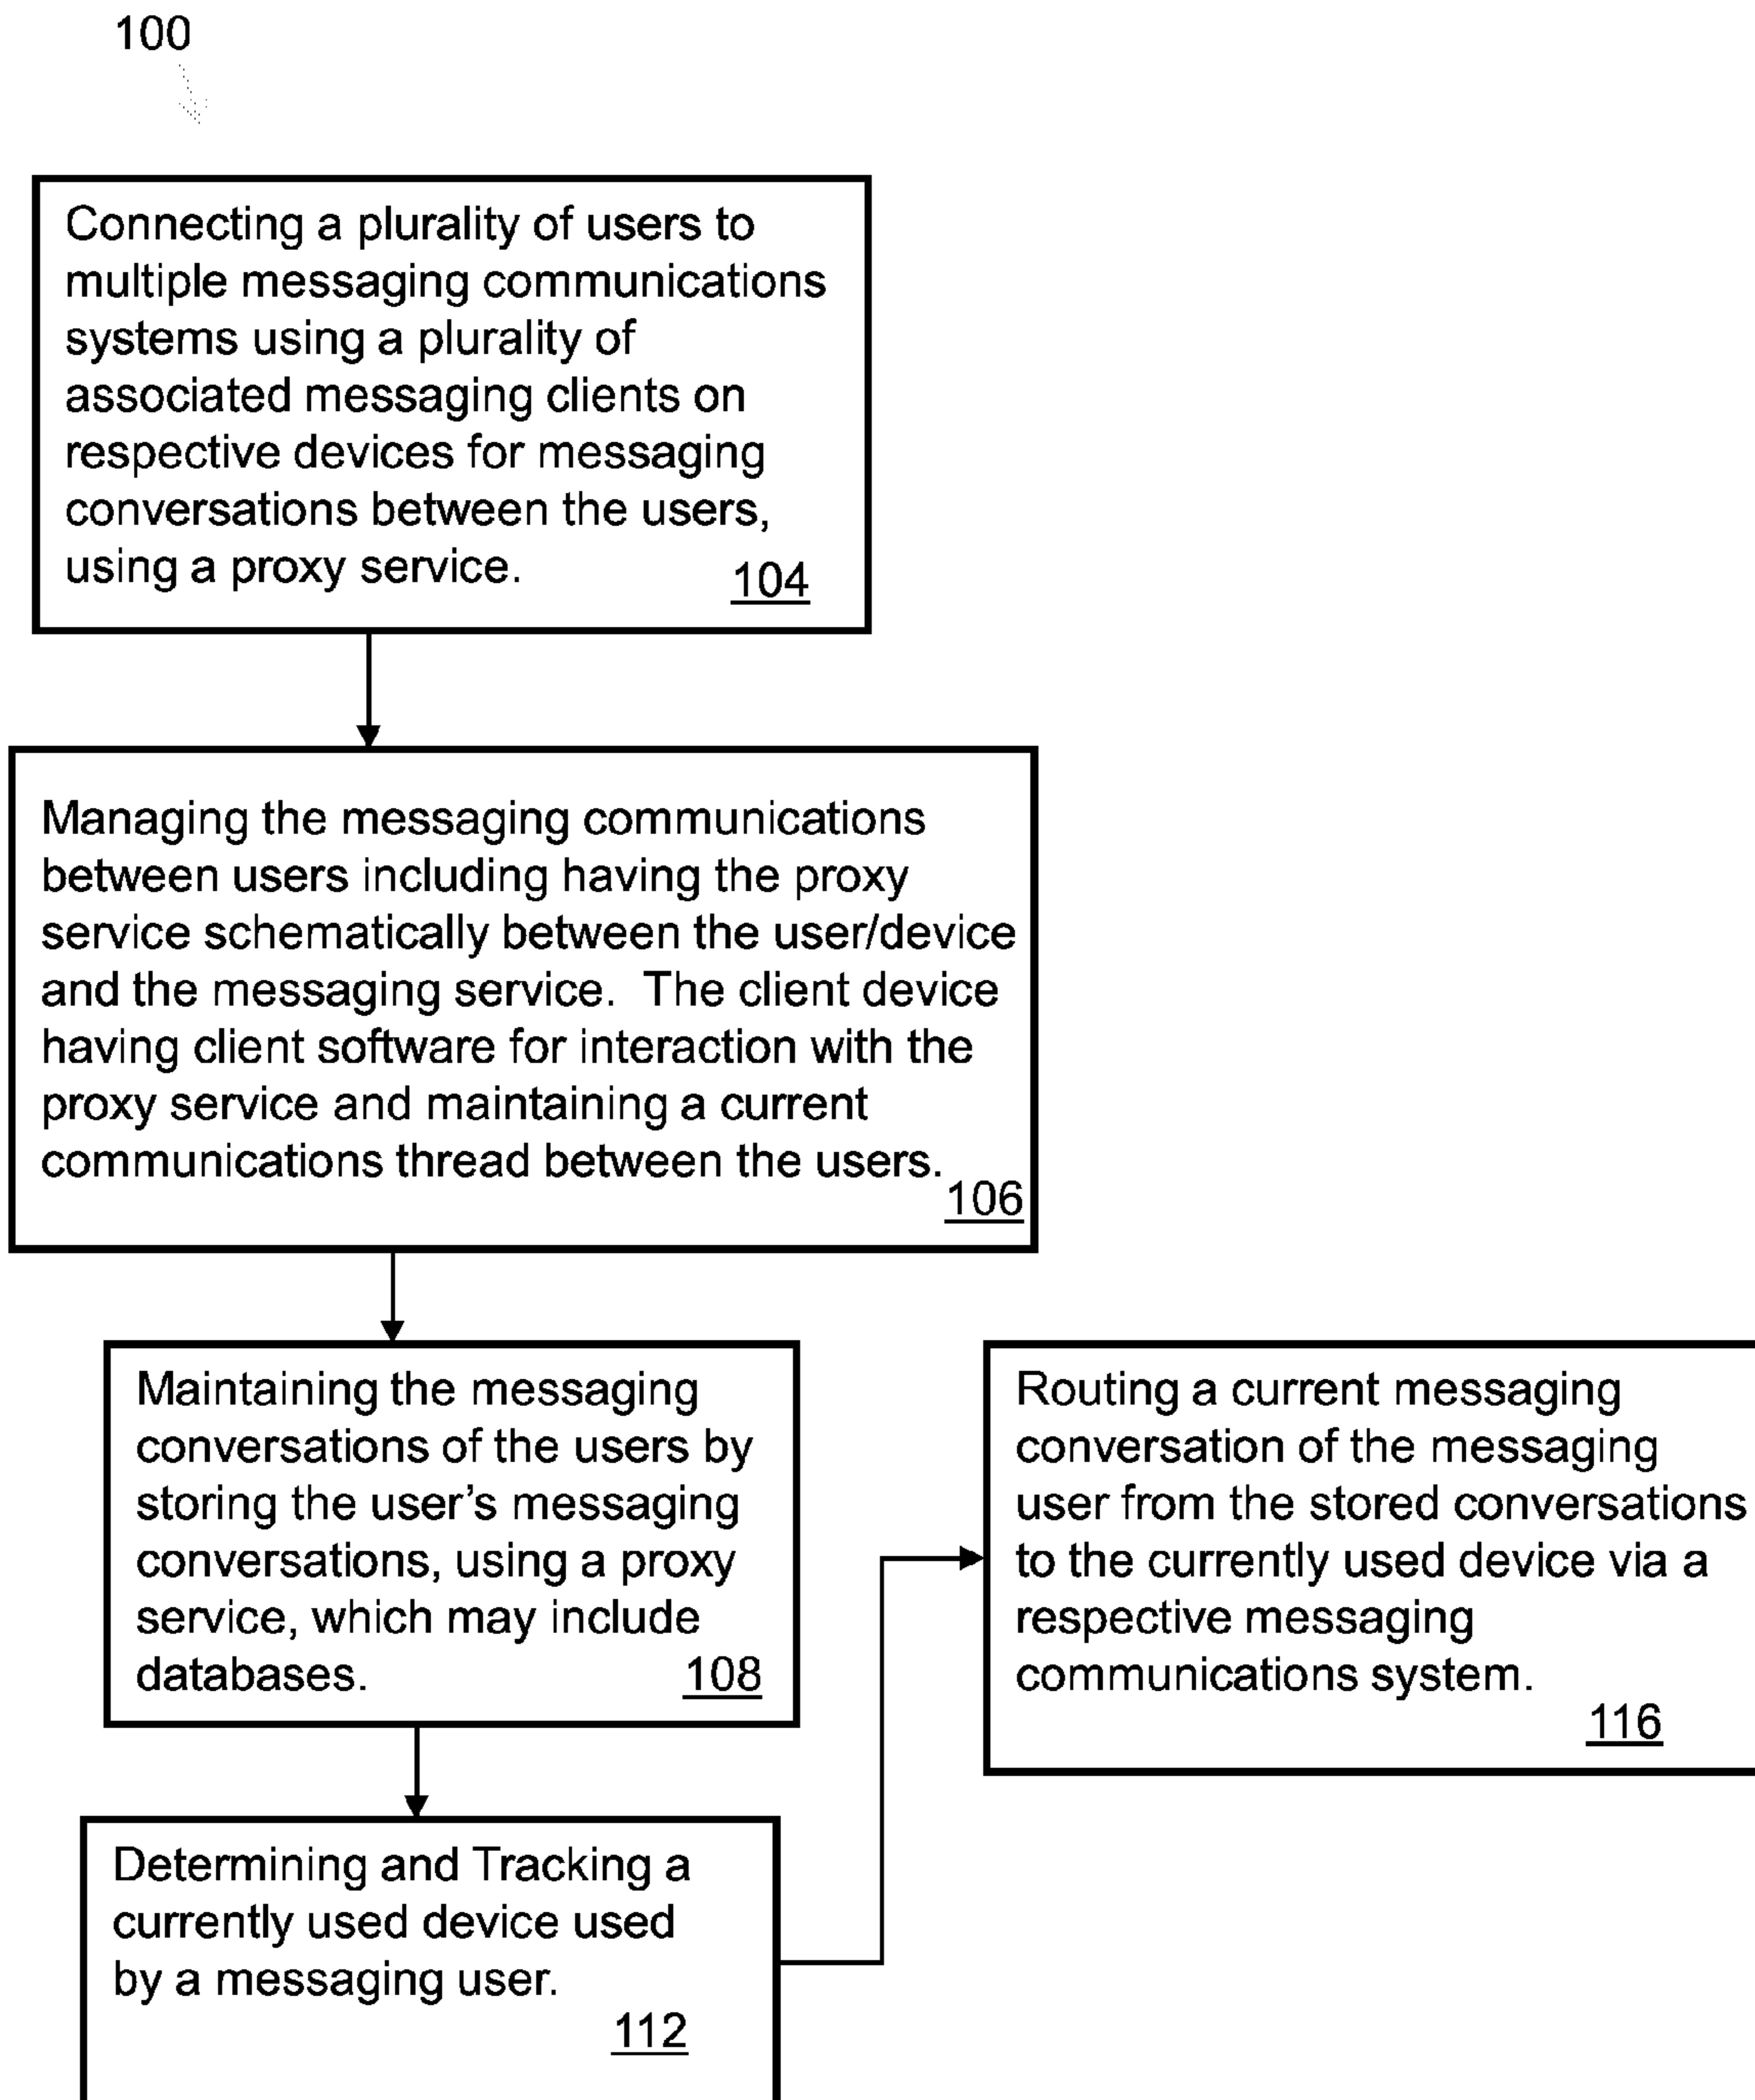 100
Connecting a plurality of users to
multiple messaging communications
systems using a plurality of
associated messaging clients on
respective devices for messaging
conversations between the users,
using a proxy service.
104
Managing the messaging communications
between users including having the proxy
service schematically between the user/device
and the messaging service.  The client device
having client software for interaction with the
proxy service and maintaining a current
communications thread between the users.
106
Maintaining the messaging
conversations of the users by
storing the user's messaging
conversations, using a proxy
service, which may include
databases.
108
Determining and Tracking a
currently used device used
by a messaging user.
112
Routing a current messaging
conversation of the messaging
user from the stored conversations
to the currently used device via a
respective messaging
communications system.
116